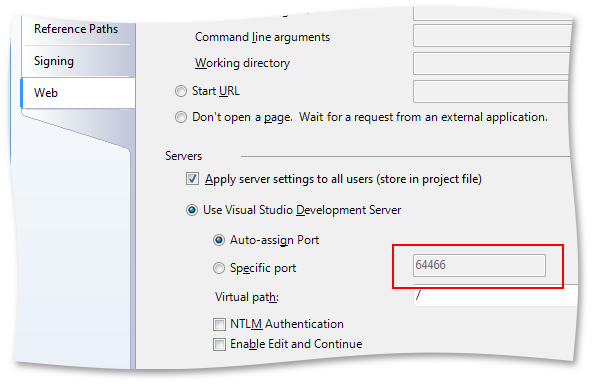 Reference Paths
Signing
Web
Command line arguments
Working directory
Start URL
Don't open a page. Wait for a request from an external application.
Servers
Apply server settings to all users (store in project file)
Use Visual Studio Development Server
Auto-assign Port
Specific port
64466
Virtual path:
/
NTLM Authentication
Enable Edit and Continue